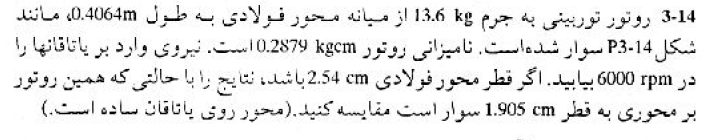 3-14 روتور توربینی به جرم 13.6 kg از میانه محور فولادی به طول 0.4064m، مانند
شکل P3-14 سوار شده‌است. نامیزانی روتور 0.2879 kgcm است. نیروی وارد بر یاتاقانها را
در 6000 rpm بیابید. اگر قطر محور فولادی 2.54 cm باشد، نتایج را با حالتی که همین روتور
بر محوری به قطر 1.905 cm سوار است مقایسه کنید.(محور روی یاتاقان ساده است.)